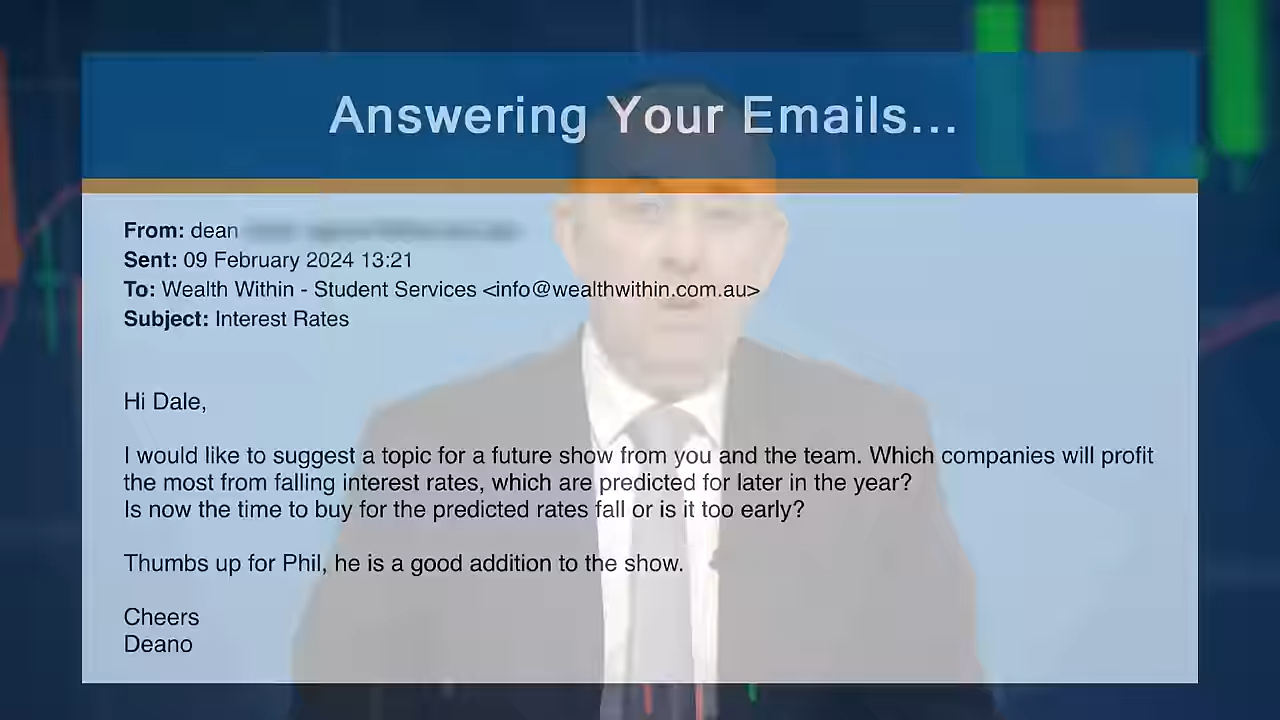 Answering Your Emails...
From: dean
Sent: 09 February 2024 13:21
To: Wealth Within - Student Services <info@wealthwithin.com.au>
Subject: Interest Rates
Hi Dale,
I would like to suggest a topic for a future show from you and the team. Which companies will profit
the most from falling interest rates, which are predicted for later in the year?
Is now the time to buy for the predicted rates fall or is it too early?
Thumbs up for Phil, he is a good addition to the show.
Cheers
Deano